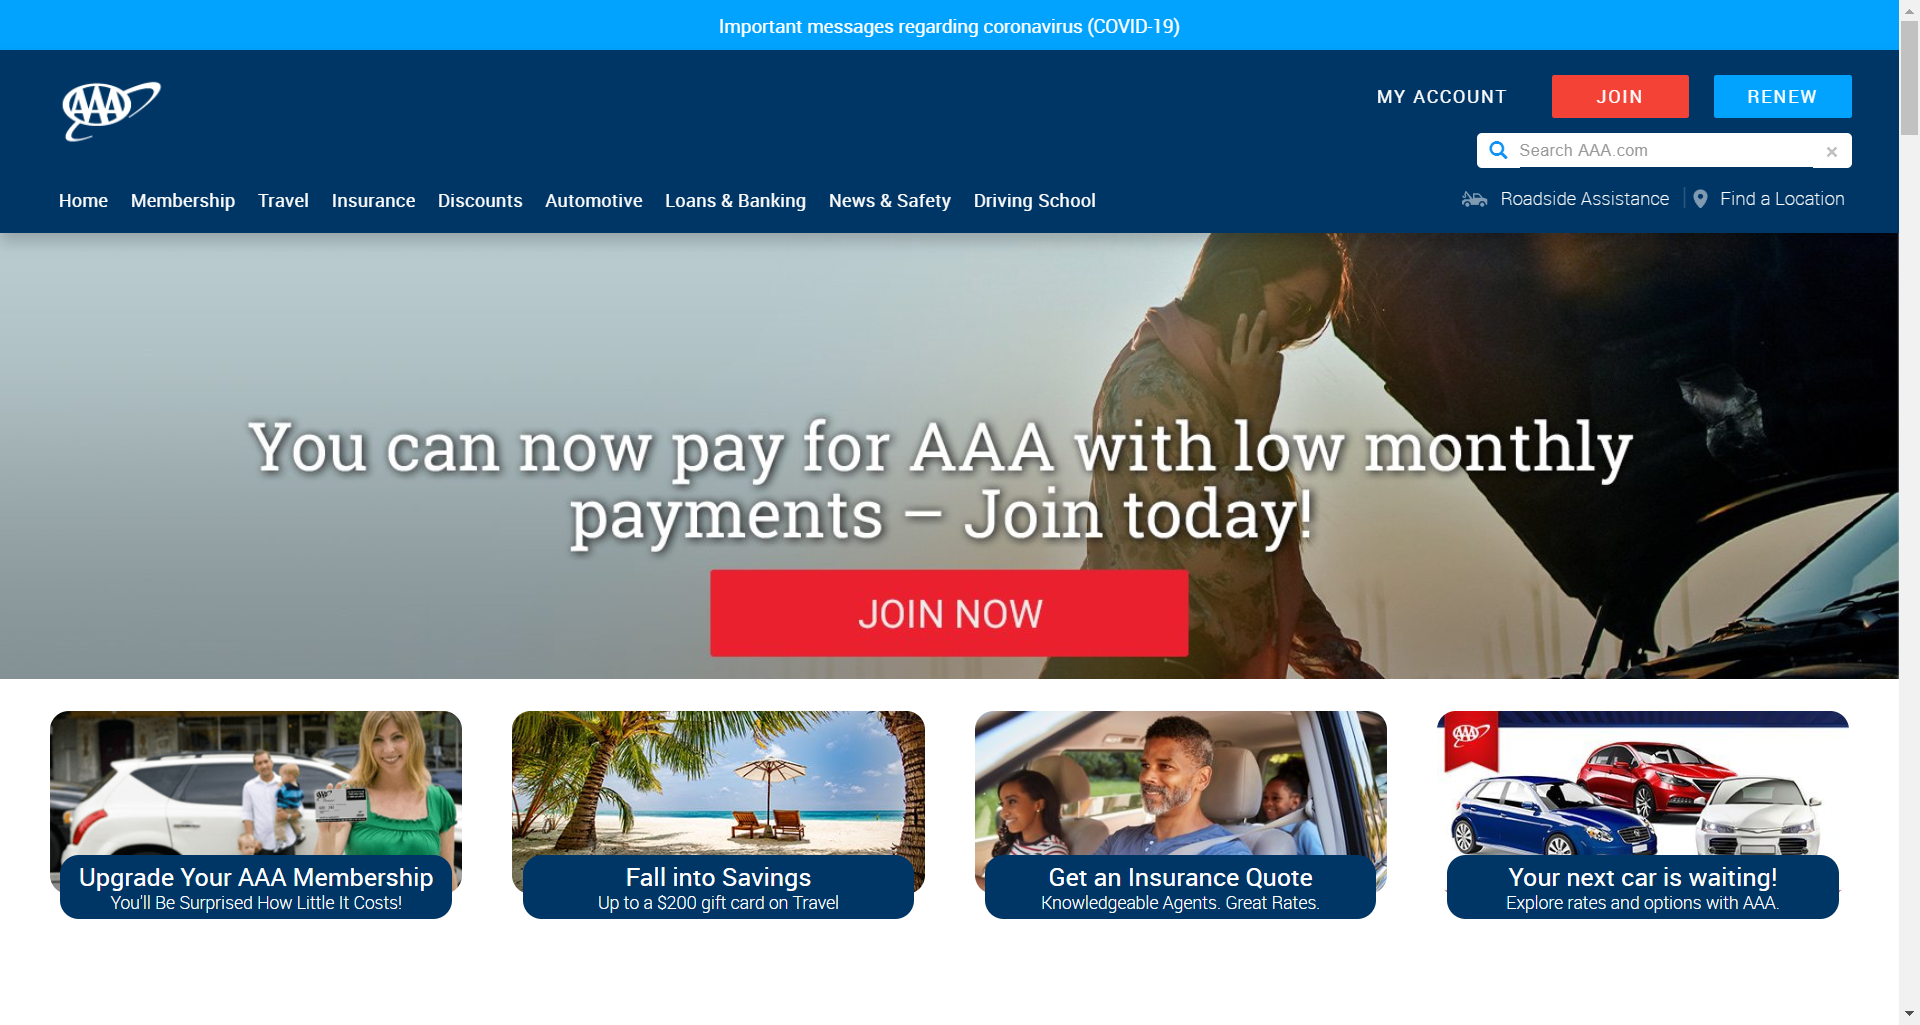 Important messages regarding coronavirus (COVID-19)
AAA
MY ACCOUNT
JOIN
RENEW
Search AAA.com
×
Home
Membership
Travel
Insurance
Discounts
Automotive
Loans & Banking
News & Safety
Driving School
Roadside Assistance
Find a Location
You can now pay for AAA with low monthly
payments – Join today!
JOIN NOW
AAA
Upgrade Your AAA Membership
You'll Be Surprised How Little It Costs!
Fall into Savings
Up to a $200 gift card on Travel
Get an Insurance Quote
Knowledgeable Agents. Great Rates.
AAA
Your next car is waiting!
Explore rates and options with AAA.